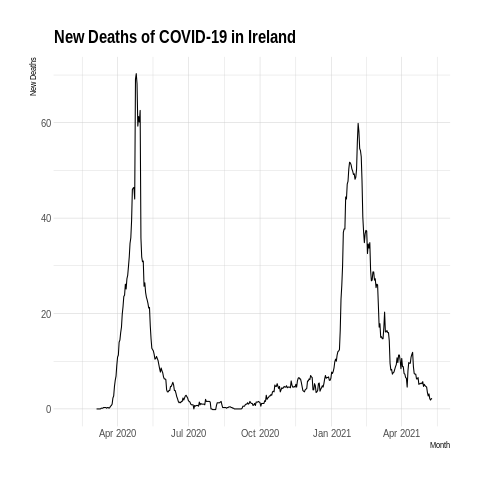 New Deaths of COVID-19 in Ireland
New Deaths
60
40
20
0
Apr 2020 Jul 2020 Oct 2020 Jan 2021 Apr 2021
Month